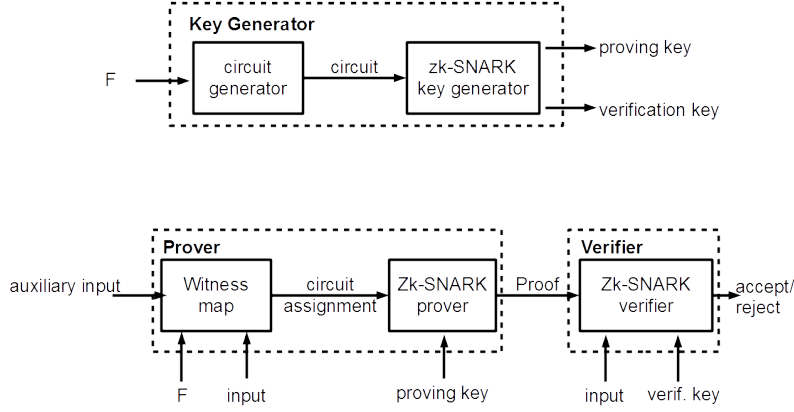 Key Generator
F
circuit
generator
circuit
zk-SNARK
key generator
proving key
verification key
Prover
auxiliary input
Witness
map
circuit
assignment
Zk-SNARK
prover
Proof
Verifier
Zk-SNARK
verifier
accept/
reject
F
input
proving key
input
verif. key